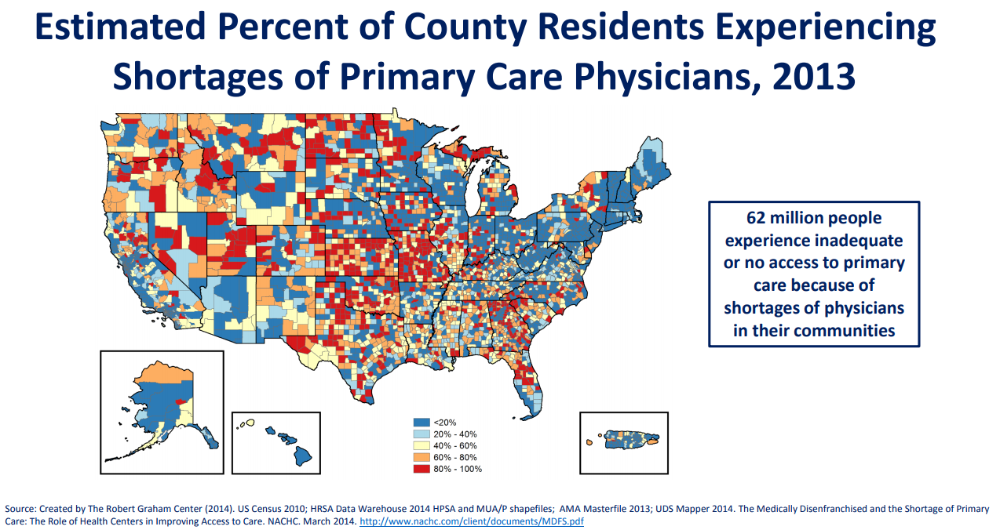 Estimated Percent of County Residents Experiencing
Shortages of Primary Care Physicians, 2013
62 million people
experience inadequate
or no access to primary
care because of
shortages of physicians
in their communities
<20%
20% - 40%
40% - 60%
60% - 80%
80% - 100%
Source: Created by The Robert Graham Center (2014). US Census 2010; HRSA Data Warehouse 2014 HPSA and MUA/P shapefiles; AMA Masterfile 2013; UDS Mapper 2014. The Medically Disenfranchised and the Shortage of Primary
Care: The Role of Health Centers in Improving Access to Care. NACHC. March 2014. http://www.nachc.com/client/documents/MDFS.pdf